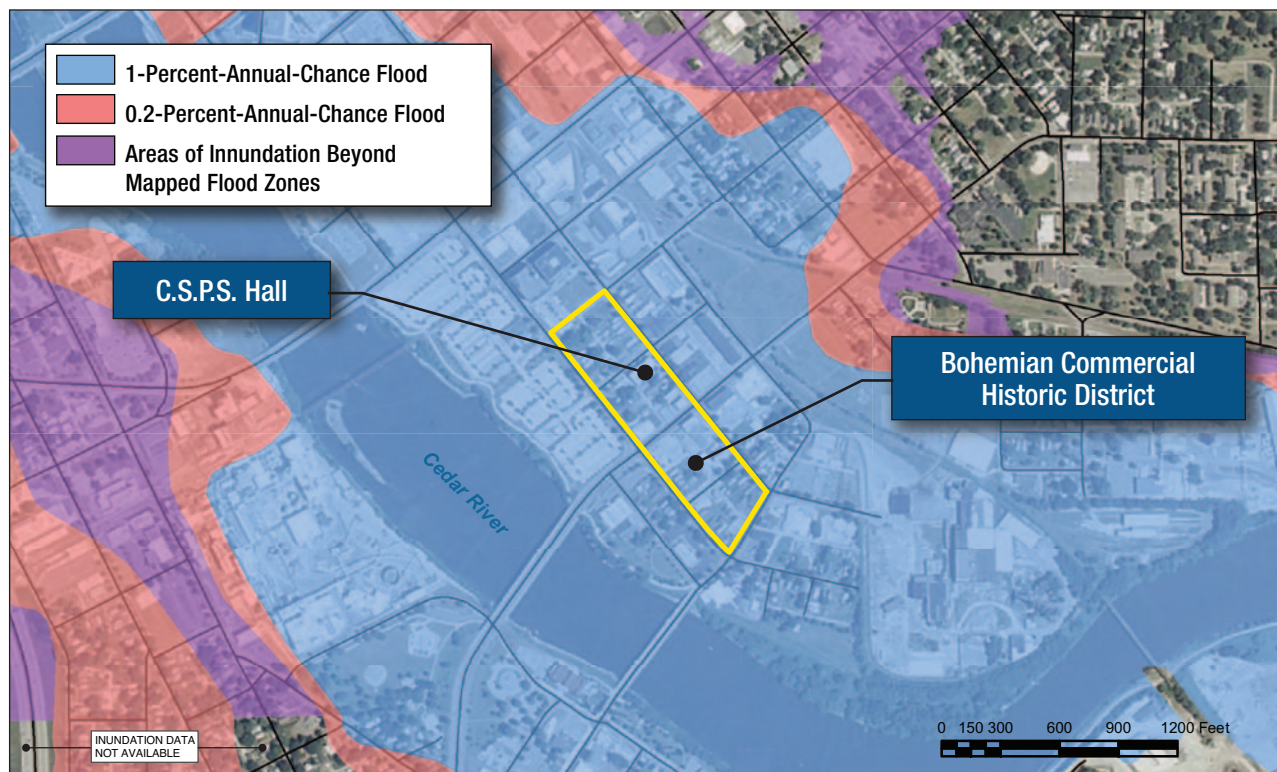 1-Percent-Annual-Chance Flood
0.2-Percent-Annual-Chance Flood
Areas of Innundation Beyond
Mapped Flood Zones
C.S.P.S. Hall
Bohemian Commercial
Historic District
Cedar River
INUNDATION DATA
NOT AVAILABLE
0 150 300 600 900 1200 Feet